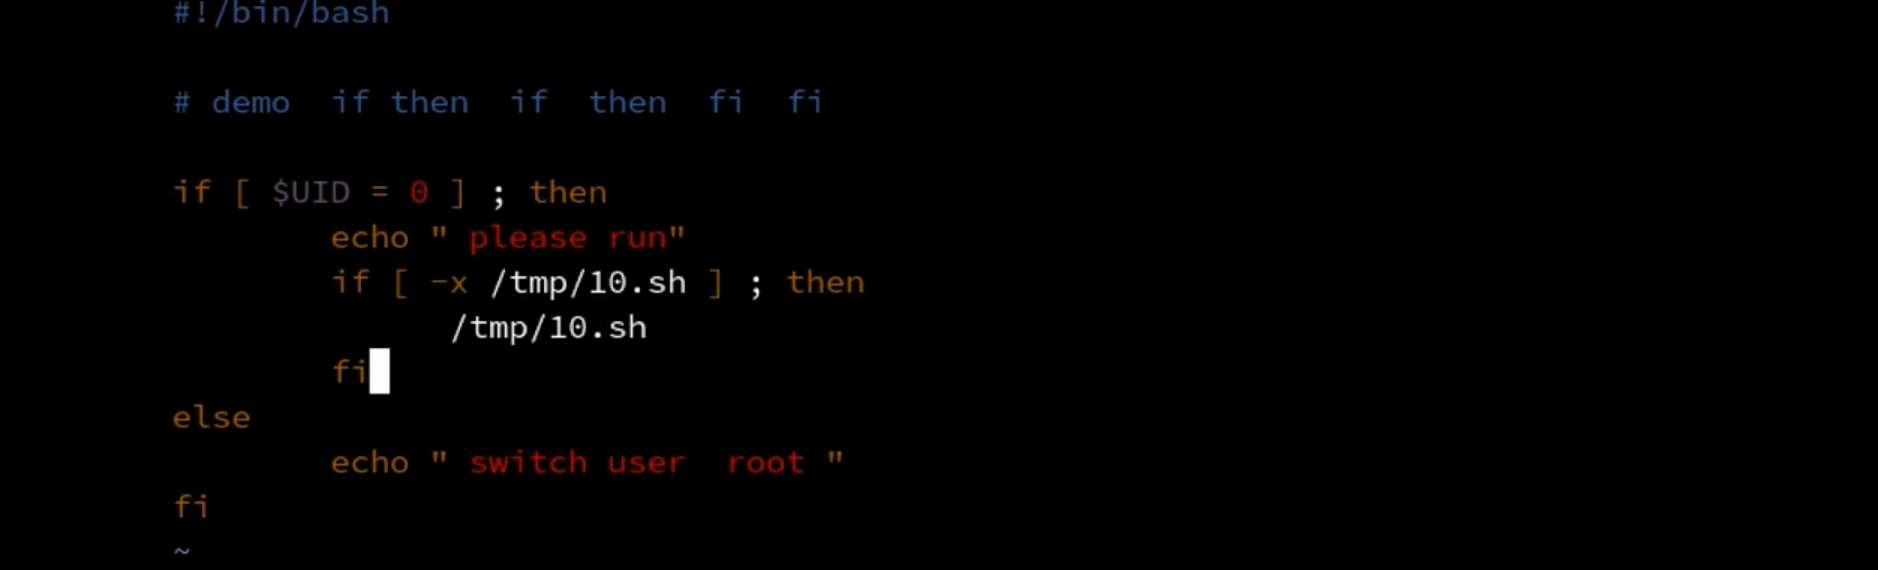 #!/bin/bash
# demo  if then  if  then  fi  fi
if [ $UID = 0 ] ; then
echo " please run"
if [ -x /tmp/10.sh ] ; then
/tmp/10.sh
fi
else
echo " switch user  root "
fi
~